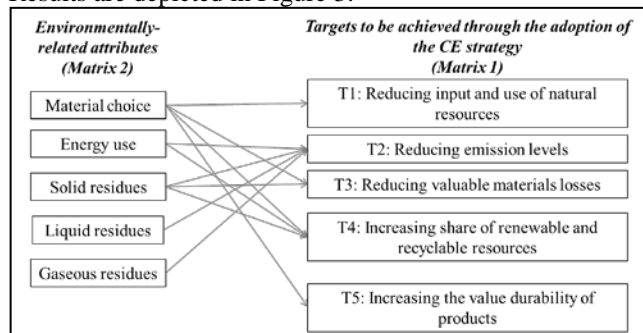 Results are depicted in Figure 3.
Environmentally-
related attributes
(Matrix 2)
Targets to be achieved through the adoption of
the CE strategy
(Matrix 1)
Material choice
Energy use
Solid residues
Liquid residues
Gaseous residues
T1: Reducing input and use of natural
resources
T2: Reducing emission levels
T3: Reducing valuable materials losses
T4: Increasing share of renewable and
recyclable resources
T5: Increasing the value durability of
products